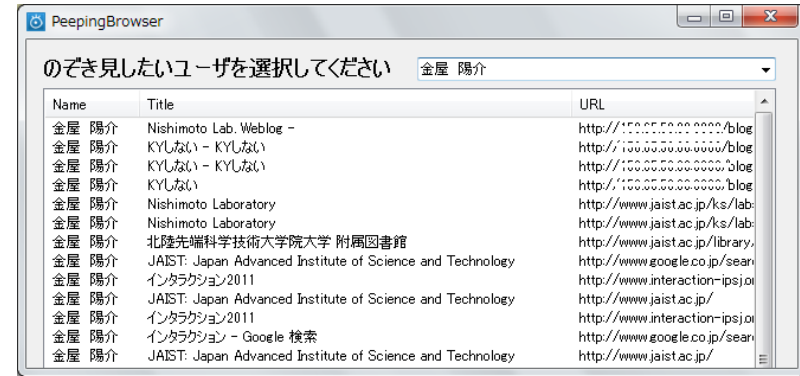 PeepingBrowser
のぞき見したいユーザを選択してください 金屋 陽介
Name Title URL
金屋 陽介 Nishimoto Lab. Weblog - http:// /blog
金屋 陽介 KYしない - KYしない http:// /blog
金屋 陽介 KYしない - KYしない http:// blog
金屋 陽介 KYしない http:/ blog
金屋 陽介 Nishimoto Laboratory http://www.jaist.ac.jp/ks/lab
金屋 陽介 Nishimoto Laboratory http://www.jaist.ac.jp/ks/lab
金屋 陽介 北陸先端科学技術大学院大学 附属図書館 http://www.jaist.ac.jp/library
金屋 陽介 JAIST: Japan Advanced Institute of Science and Technology http://www.google.co.jp/sear
金屋 陽介 インタラクション2011 http://www.interaction-ipsj.o
金屋 陽介 JAIST: Japan Advanced Institute of Science and Technology http://www.jaist.ac.jp/
金屋 陽介 インタラクション2011 http://www.interaction-ipsj.o
金屋 陽介 インタラクション - Google 検索 http://www.google.co.jp/sear
金屋 陽介 JAIST: Japan Advanced Institute of Science and Technology http://www.jaist.ac.jp/